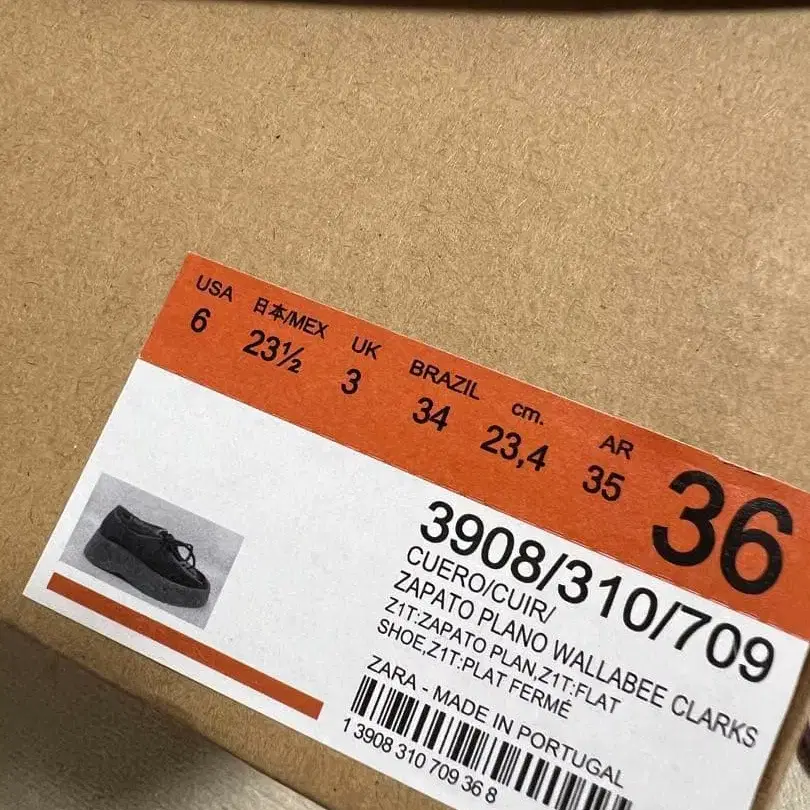 USA 日本/MEX UK BRAZIL cm. AR
6 23½ 3 34 23,4 35 36
3908/310/709
CUERO/CUIR/
ZAPATO PLANO WALLABEE CLARKS
Z1T:ZAPATO PLAN,Z1T:FLAT
SHOE,Z1T:PLAT FERMÉ
ZARA - MADE IN PORTUGAL
1 3908 310 709 36 8